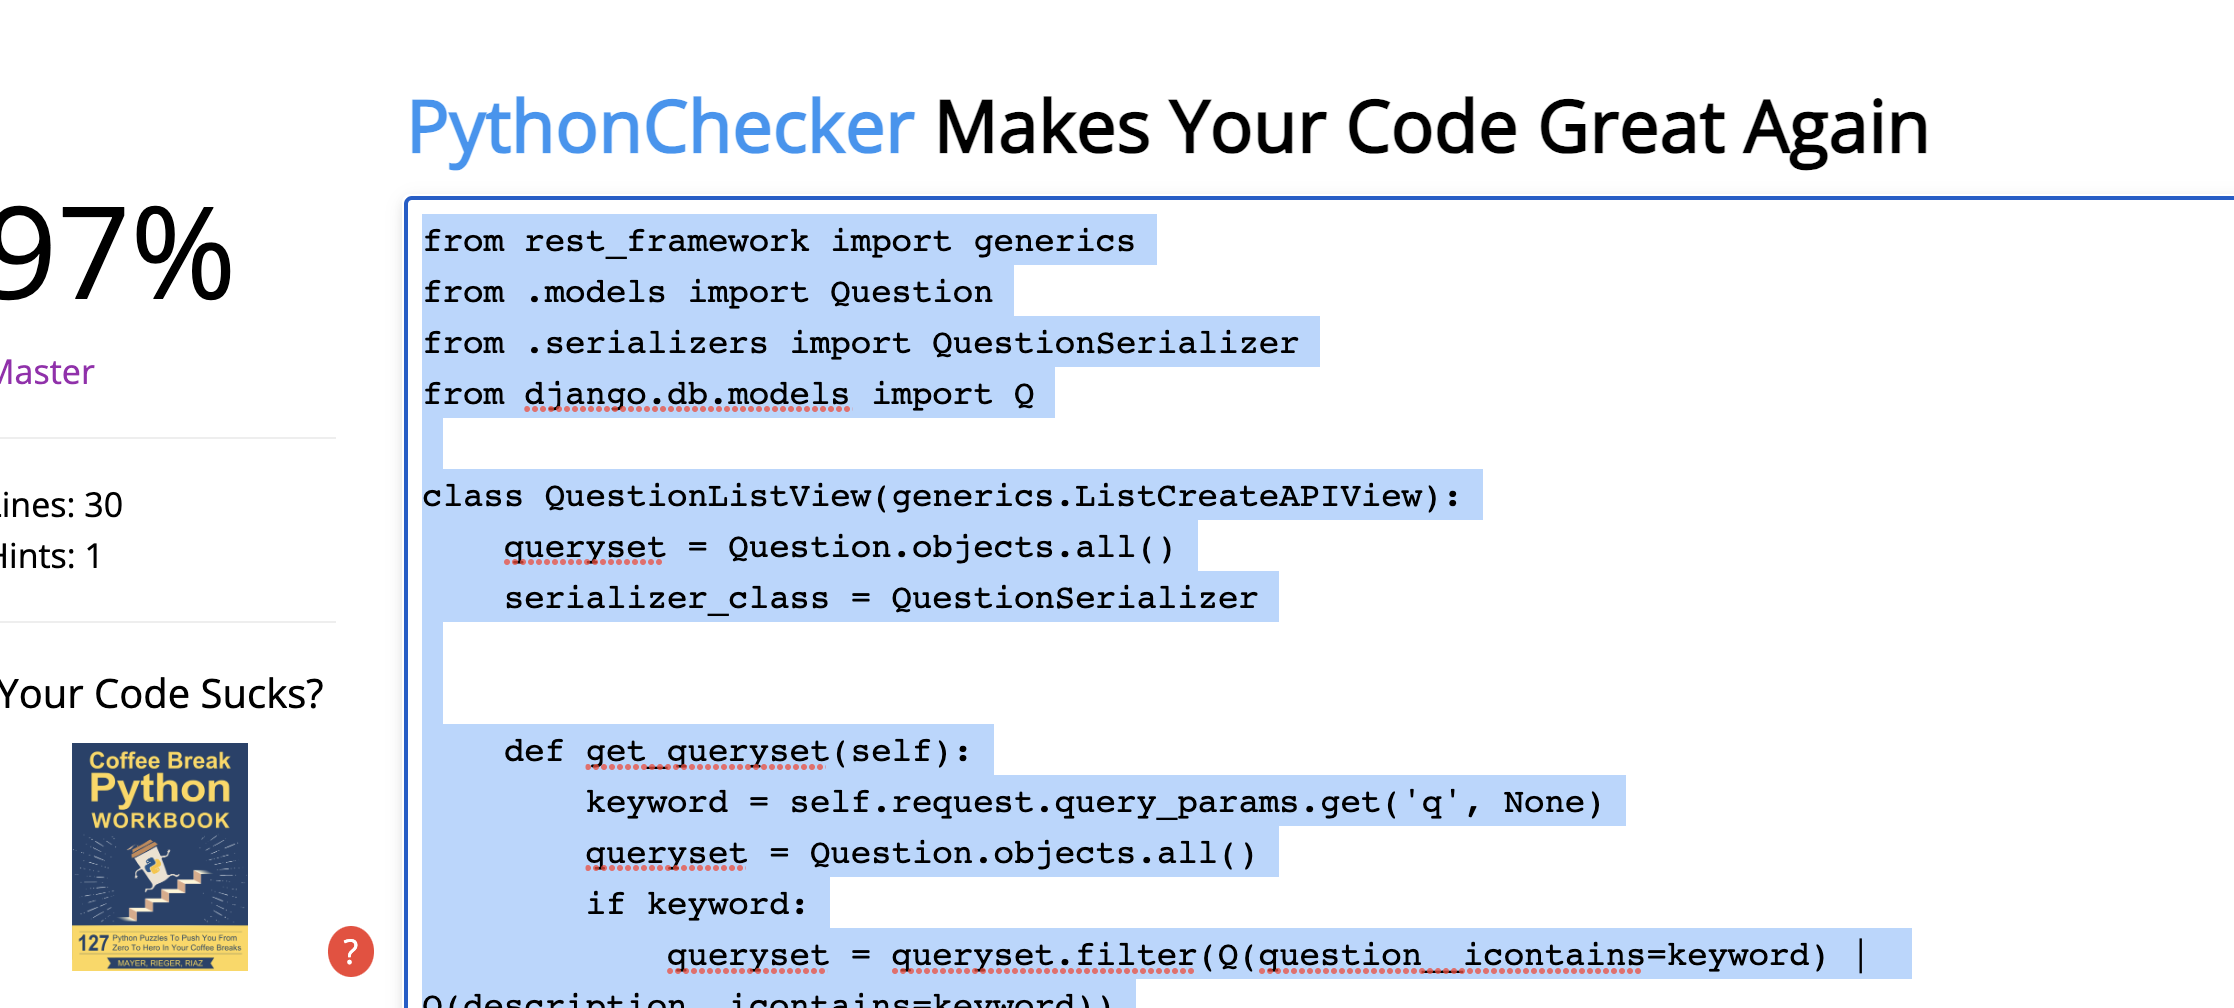 PythonChecker Makes Your Code Great Again
97%
Master
Lines: 30
Hints: 1
Your Code Sucks?
Coffee Break
Python
WORKBOOK
127 Python Puzzles To Push You From
Zero To Hero in Your Coffee Breaks
MAYER, RIEGER, RIAZ
?
from rest_framework import generics
from .models import Question
from .serializers import QuestionSerializer
from django.db.models import Q
class QuestionListView(generics.ListCreateAPIView):
queryset = Question.objects.all()
serializer_class = QuestionSerializer
def get_queryset(self):
keyword = self.request.query_params.get('q', None)
queryset = Question.objects.all()
if keyword:
queryset = queryset.filter(Q(question__icontains=keyword) |
Q(description__icontains=keyword))